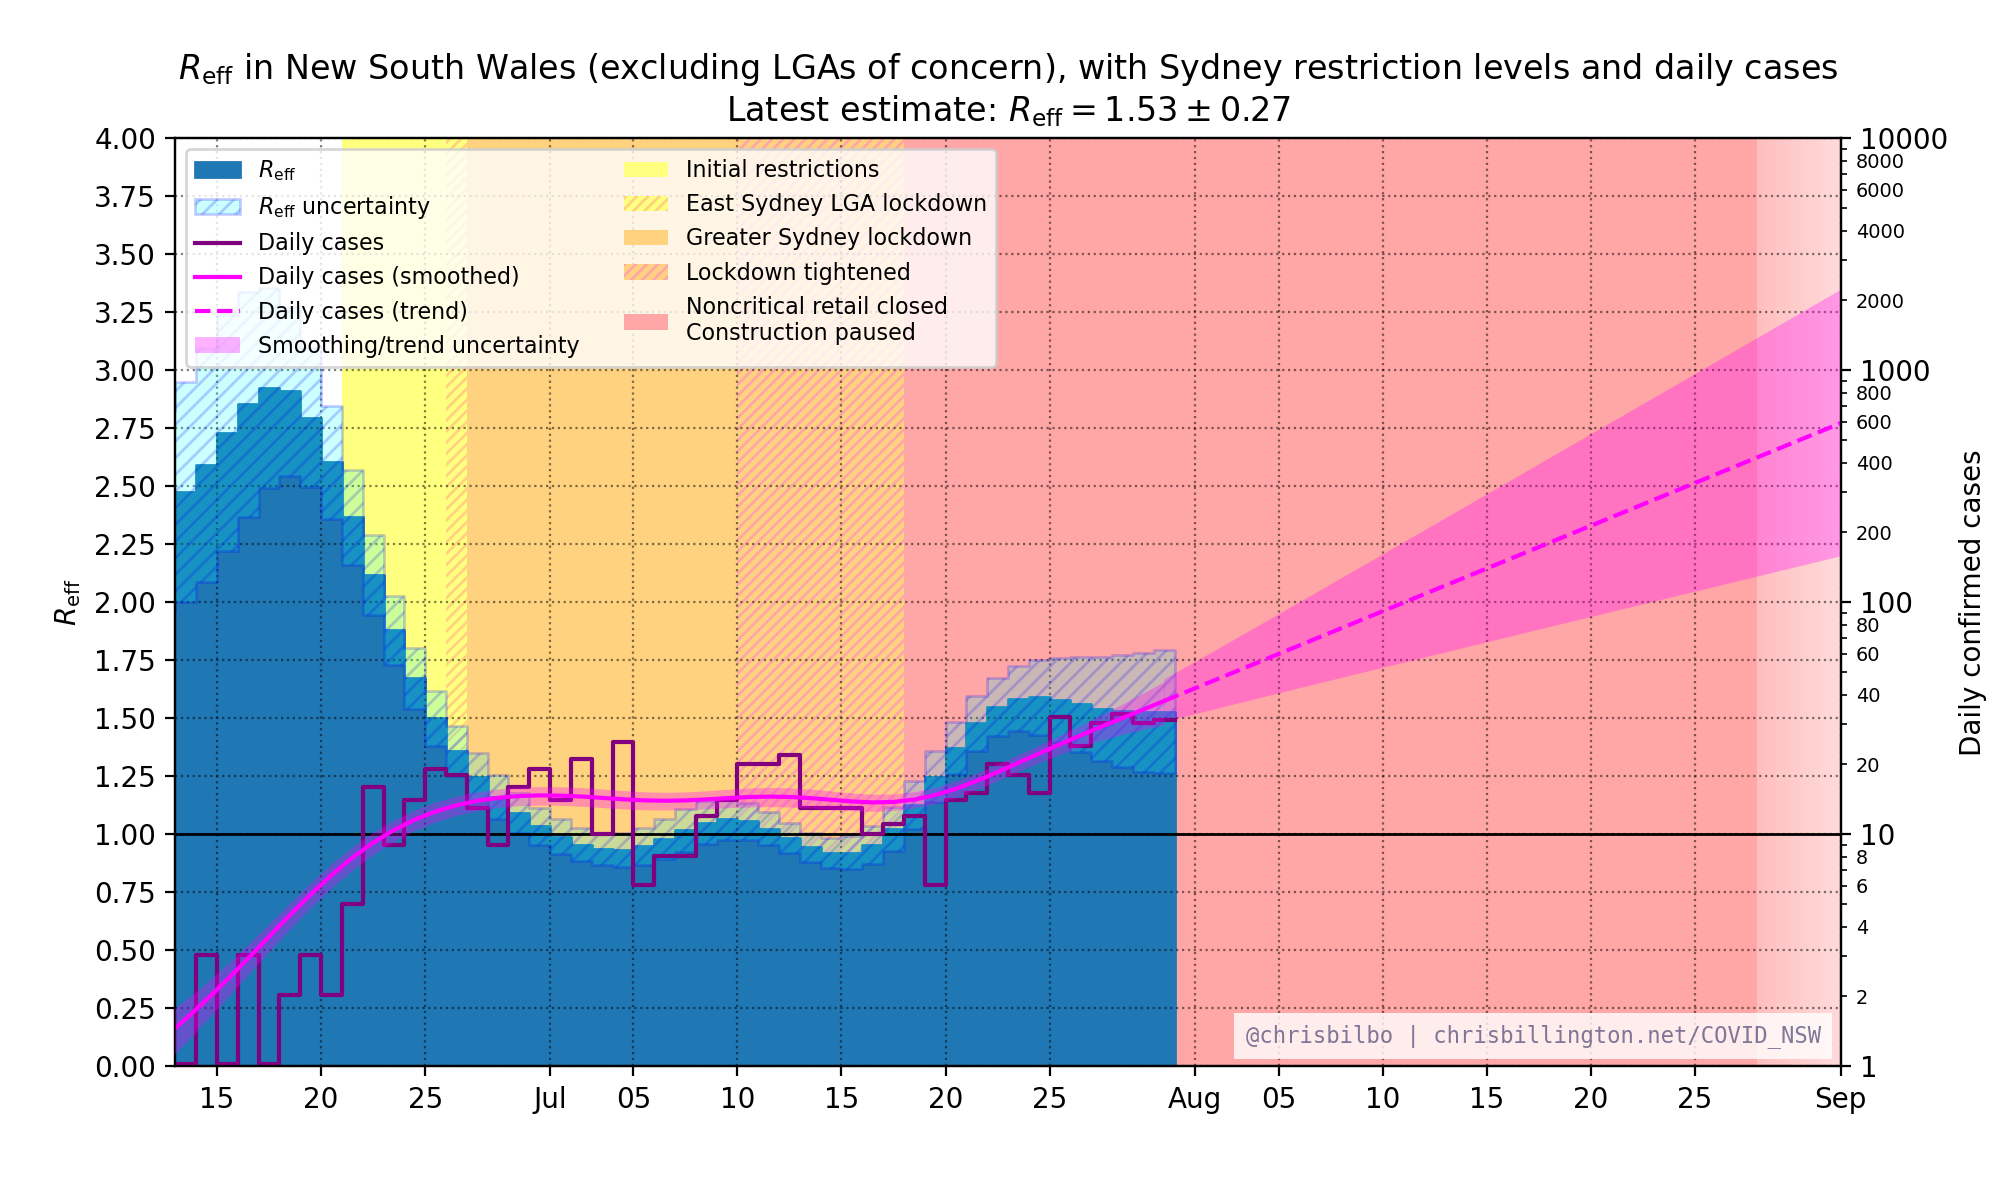 Reff in New South Wales (excluding LGAs of concern), with Sydney restriction levels and daily cases
Latest estimate: Reff = 1.53 ± 0.27
Reff
Reff uncertainty
Daily cases
Daily cases (smoothed)
Daily cases (trend)
Smoothing/trend uncertainty
Initial restrictions
East Sydney LGA lockdown
Greater Sydney lockdown
Lockdown tightened
Noncritical retail closed
Construction paused
Reff
4.00
3.75
3.50
3.25
3.00
2.75
2.50
2.25
2.00
1.75
1.50
1.25
1.00
0.75
0.50
0.25
0.00
10000
8000
6000
4000
2000
1000
800
600
400
200
100
80
60
40
20
10
8
6
4
2
1
Daily confirmed cases
@chrisbilbo | chrisbillington.net/COVID_NSW
15 20 25 Jul 05 10 15 20 25 Aug 05 10 15 20 25 Sep